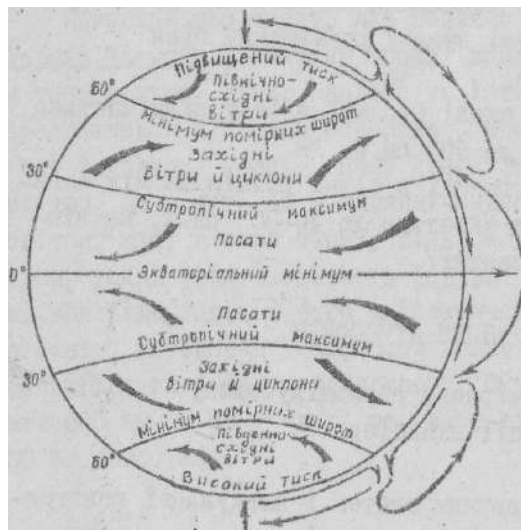 Підвищений тиск
60°
Північно-
східні
вітри
Мінімум помірних широт
Західні
30°
Вітри й циклони
Субтропічний максимум
Пасати
0°
Экваторіальний мінімум
Пасати
Субтропічний максимум
30°
Західні
вітри й циклони
Мінімум помірних широт
Південно-
східні
вітри
60°
Високий тиск